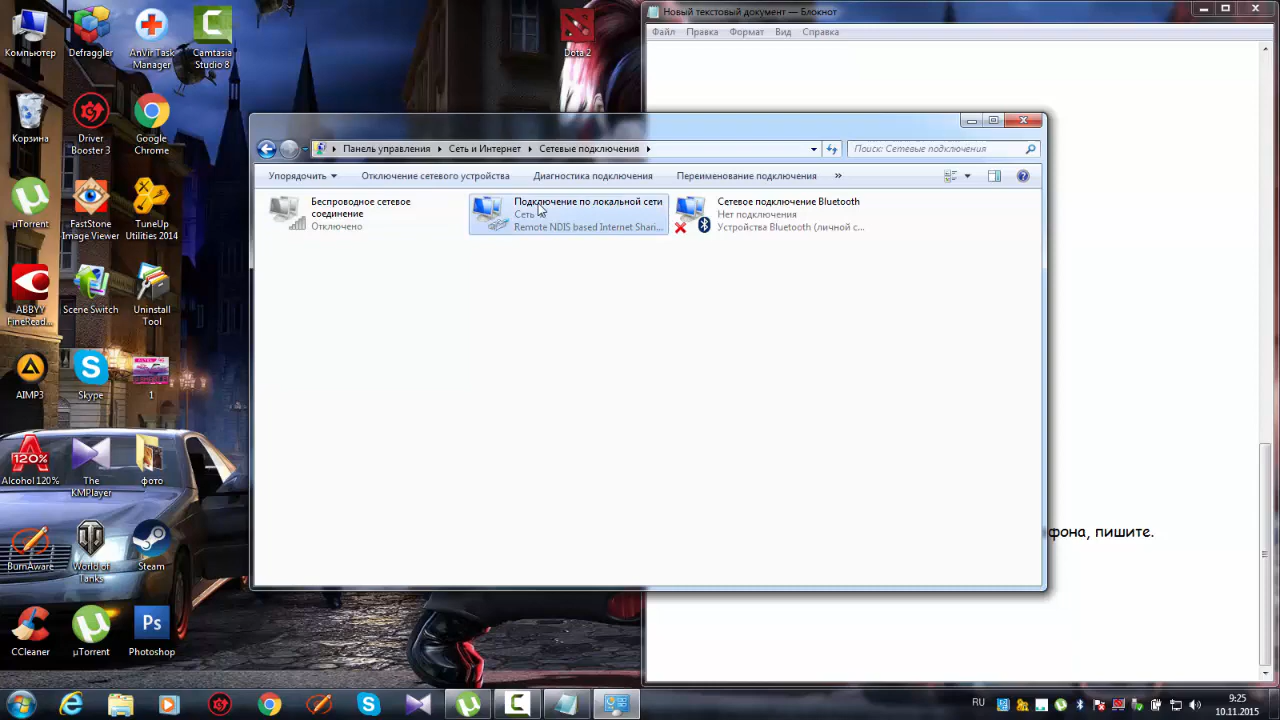 Компьютер
Defraggler
AnVir Task
Manager
Camtasia
Studio 8
Dota 2
Новый текстовый документ — Блокнот
Файл Правка Формат Вид Справка
Корзина
Driver
Booster 3
Google
Chrome
Панель управления
Сеть и Интернет
Сетевые подключения
Поиск: Сетевые подключения
Упорядочить
Отключение сетевого устройства
Диагностика подключения
Переименование подключения
»
Беспроводное сетевое
соединение
Отключено
Подключение по локальной сети
Сеть
Remote NDIS based Internet Shari...
Сетевое подключение Bluetooth
Нет подключения
Устройства Bluetooth (личной с...
µTorrent
FastStone
Image Viewer
TuneUp
Utilities 2014
ABBYY
FineRead...
Scene Switch
Uninstall
Tool
AIMP3
Skype
1
Alcohol 120%
The
KMPlayer
фото
фона, пишите.
BurnAware
World of
Tanks
Steam
CCleaner
µTorrent
Photoshop
RU
9:25
10.11.2015